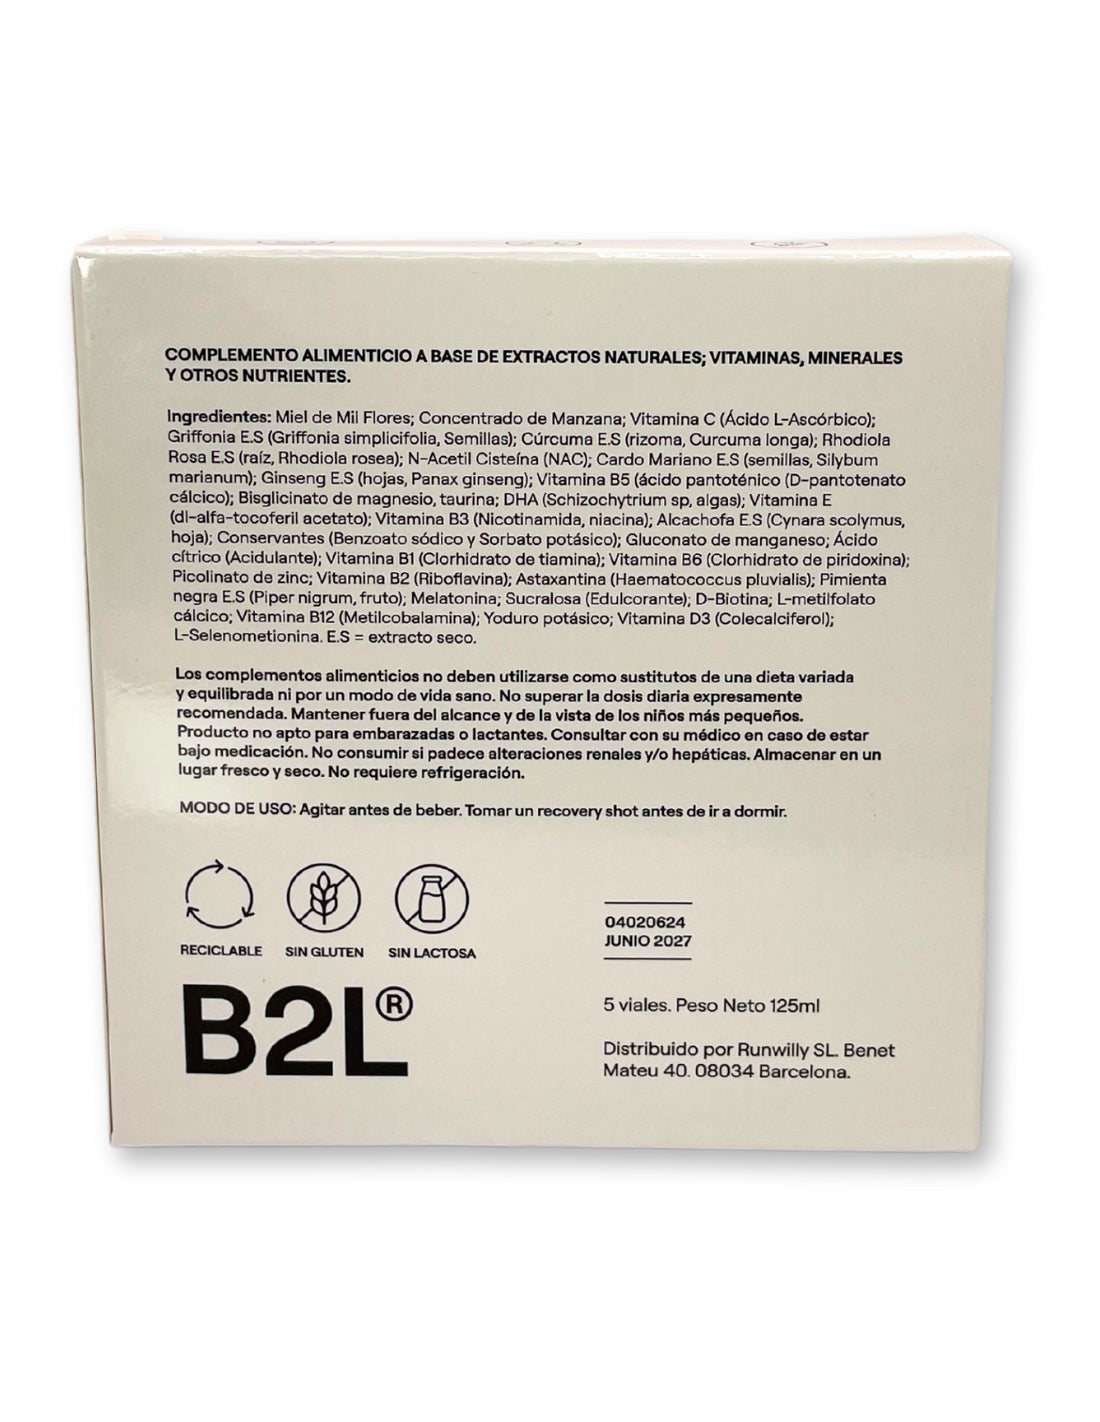 COMPLEMENTO ALIMENTICIO A BASE DE EXTRACTOS NATURALES; VITAMINAS, MINERALES
Y OTROS NUTRIENTES.
Ingredientes: Miel de Mil Flores; Concentrado de Manzana; Vitamina C (Ácido L-Ascórbico);
Griffonia E.S (Griffonia simplicifolia, Semillas); Cúrcuma E.S (rizoma, Curcuma longa); Rhodiola
Rosa E.S (raíz, Rhodiola rosea); N-Acetil Cisteína (NAC); Cardo Mariano E.S (semillas, Silybum
marianum); Ginseng E.S (hojas, Panax ginseng); Vitamina B5 (ácido pantoténico (D-pantotenato
cálcico); Bisglicinato de magnesio, taurina; DHA (Schizochytrium sp, algas); Vitamina E
(dl-alfa-tocoferil acetato); Vitamina B3 (Nicotinamida, niacina); Alcachofa E.S (Cynara scolymus,
hoja); Conservantes (Benzoato sódico y Sorbato potásico); Gluconato de manganeso; Ácido
cítrico (Acidulante); Vitamina B1 (Clorhidrato de tiamina); Vitamina B6 (Clorhidrato de piridoxina);
Picolinato de zinc; Vitamina B2 (Riboflavina); Astaxantina (Haematococcus pluvialis); Pimienta
negra E.S (Piper nigrum, fruto); Melatonina; Sucralosa (Edulcorante); D-Biotina; L-metilfolato
cálcico; Vitamina B12 (Metilcobalamina); Yoduro potásico; Vitamina D3 (Colecalciferol);
L-Selenometionina. E.S = extracto seco.
Los complementos alimenticios no deben utilizarse como sustitutos de una dieta variada
y equilibrada ni por un modo de vida sano. No superar la dosis diaria expresamente
recomendada. Mantener fuera del alcance y de la vista de los niños más pequeños.
Producto no apto para embarazadas o lactantes. Consultar con su médico en caso de estar
bajo medicación. No consumir si padece alteraciones renales y/o hepáticas. Almacenar en un
lugar fresco y seco. No requiere refrigeración.
MODO DE USO: Agitar antes de beber. Tomar un recovery shot antes de ir a dormir.
RECICLABLE SIN GLUTEN SIN LACTOSA
04020624
JUNIO 2027
B2L®
5 viales. Peso Neto 125ml
Distribuido por Runwilly SL. Benet
Mateu 40. 08034 Barcelona.